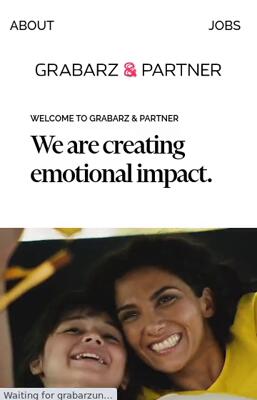 ABOUT
JOBS
GRABARZ & PARTNER
WELCOME TO GRABARZ & PARTNER
We are creating
emotional impact.
Waiting for grabarzun...